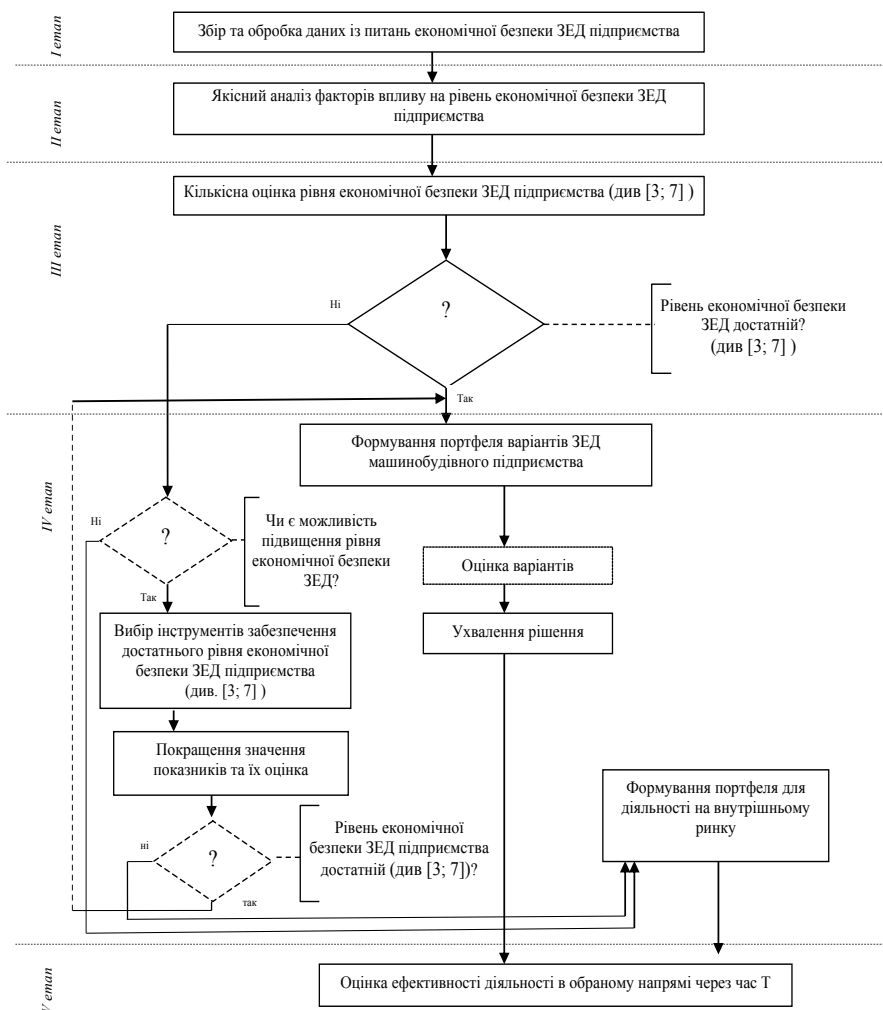 I етап
Збір та обробка даних із питань економічної безпеки ЗЕД підприємства
II етап
Якісний аналіз факторів впливу на рівень економічної безпеки ЗЕД
підприємства
III етап
Кількісна оцінка рівня економічної безпеки ЗЕД підприємства (див [3; 7] )
?
Ні
Рівень економічної безпеки
ЗЕД достатній?
(див [3; 7] )
Так
IV етап
Формування портфеля варіантів ЗЕД
машинобудівного підприємства
Ні
?
Чи є можливість
підвищення рівня
економічної безпеки
ЗЕД?
Оцінка варіантів
Так
Вибір інструментів забезпечення
достатнього рівня економічної
безпеки ЗЕД підприємства
(див. [3; 7] )
Ухвалення рішення
Покращення значення
показників та їх оцінка
Формування портфеля для
діяльності на внутрішньому
ринку
ні
?
Рівень економічної
безпеки ЗЕД підприємства
достатній (див [3; 7])?
так
V етап
Оцінка ефективності діяльності в обраному напрямі через час Т